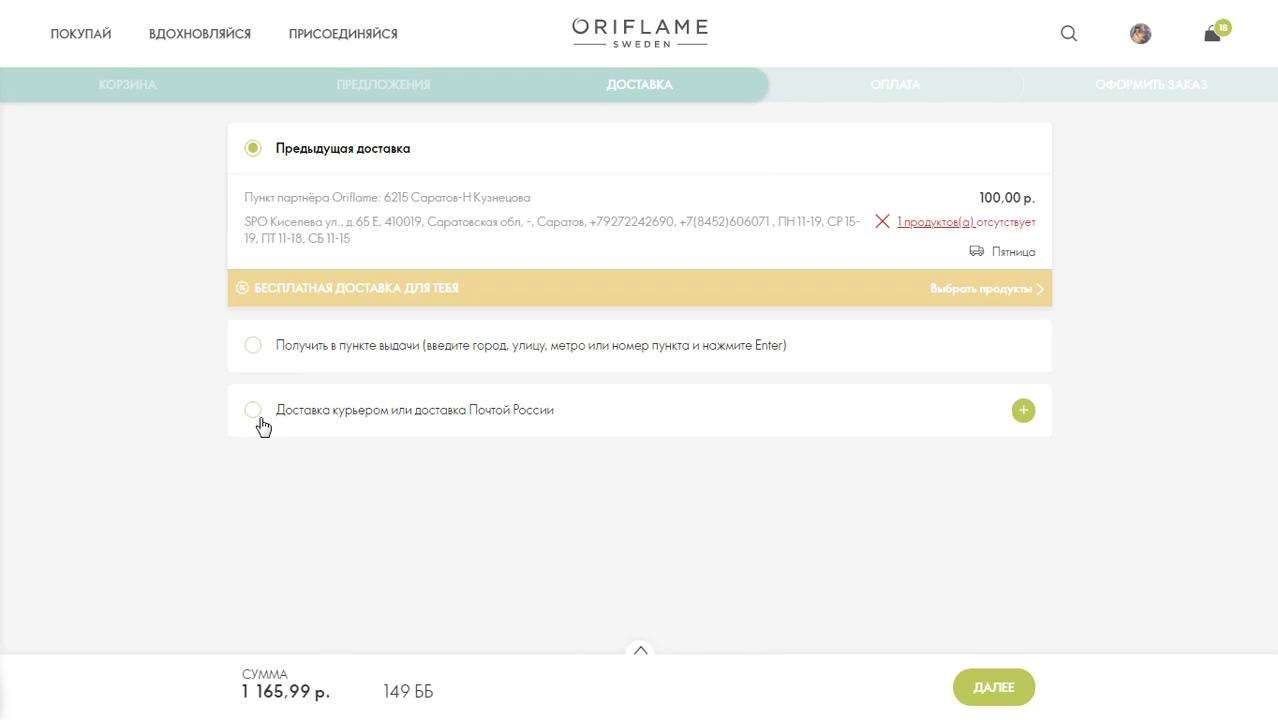 ПОКУПАЙ ВДОХНОВЛЯЙСЯ ПРИСОЕДИНЯЙСЯ
ORIFLAME
SWEDEN
18
КОРЗИНА ПРЕДЛОЖЕНИЯ ДОСТАВКА ОПЛАТА ОФОРМИТЬ ЗАКАЗ
Предыдущая доставка
Пункт партнёра Oriflame: 6215 Саратов-Н Кузнецова 100,00 р.
SPO Киселева ул., д.65 Е, 410019, Саратовская обл, -, Саратов, +79272242690, +7(8452)606071 , ПН 11-19, СР 15- 1 продуктов(а) отсутствует
19, ПТ 11-18, СБ 11-15
Пятница
БЕСПЛАТНАЯ ДОСТАВКА ДЛЯ ТЕБЯ Выбрать продукты
Получить в пункте выдачи (введите город, улицу, метро или номер пункта и нажмите Enter)
Доставка курьером или доставка Почтой России
СУММА
1 165,99 р. 149 ББ
ДАЛЕЕ